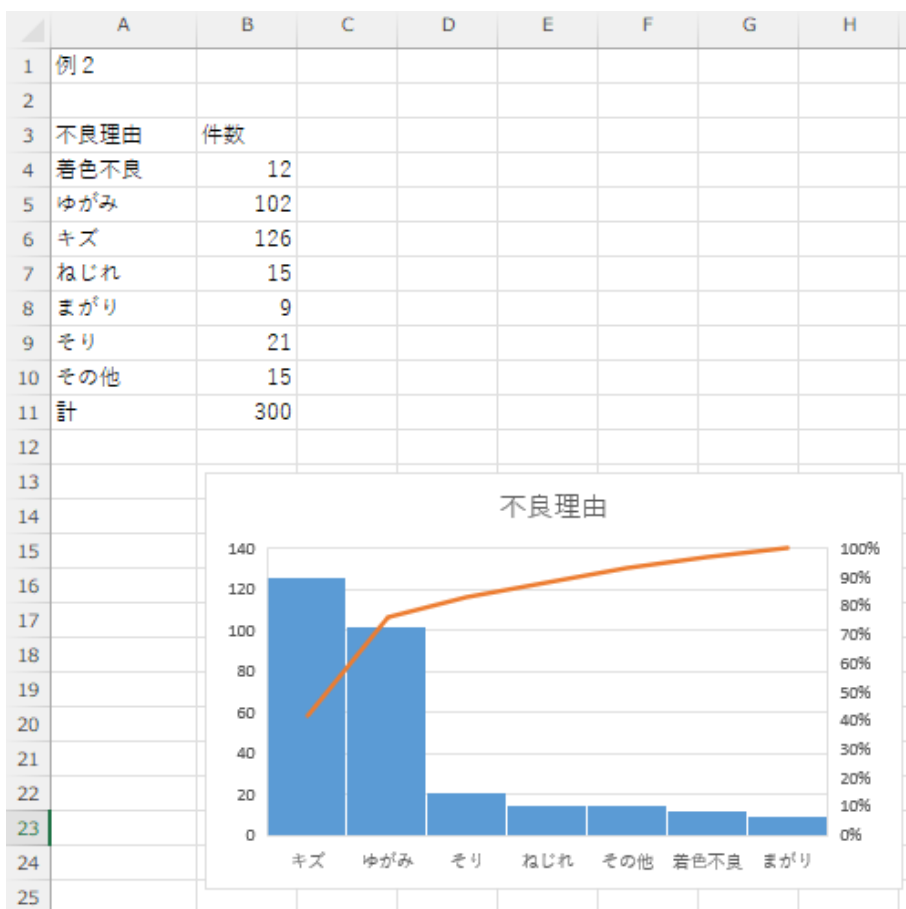 A B C D E F G H
1 例２
2
3 不良理由 件数
4 着色不良 12
5 ゆがみ 102
6 キズ 126
7 ねじれ 15
8 まがり 9
9 そり 21
10 その他 15
11 計 300
12
13
14 不良理由
15 140 100%
16 120 90%
17 100 80%
18 80 70%
19 60 60%
20 40 50%
21 20 40%
22 0 30%
23 20%
24 10%
25 0%
キズ ゆがみ そり ねじれ その他 着色不良 まがり